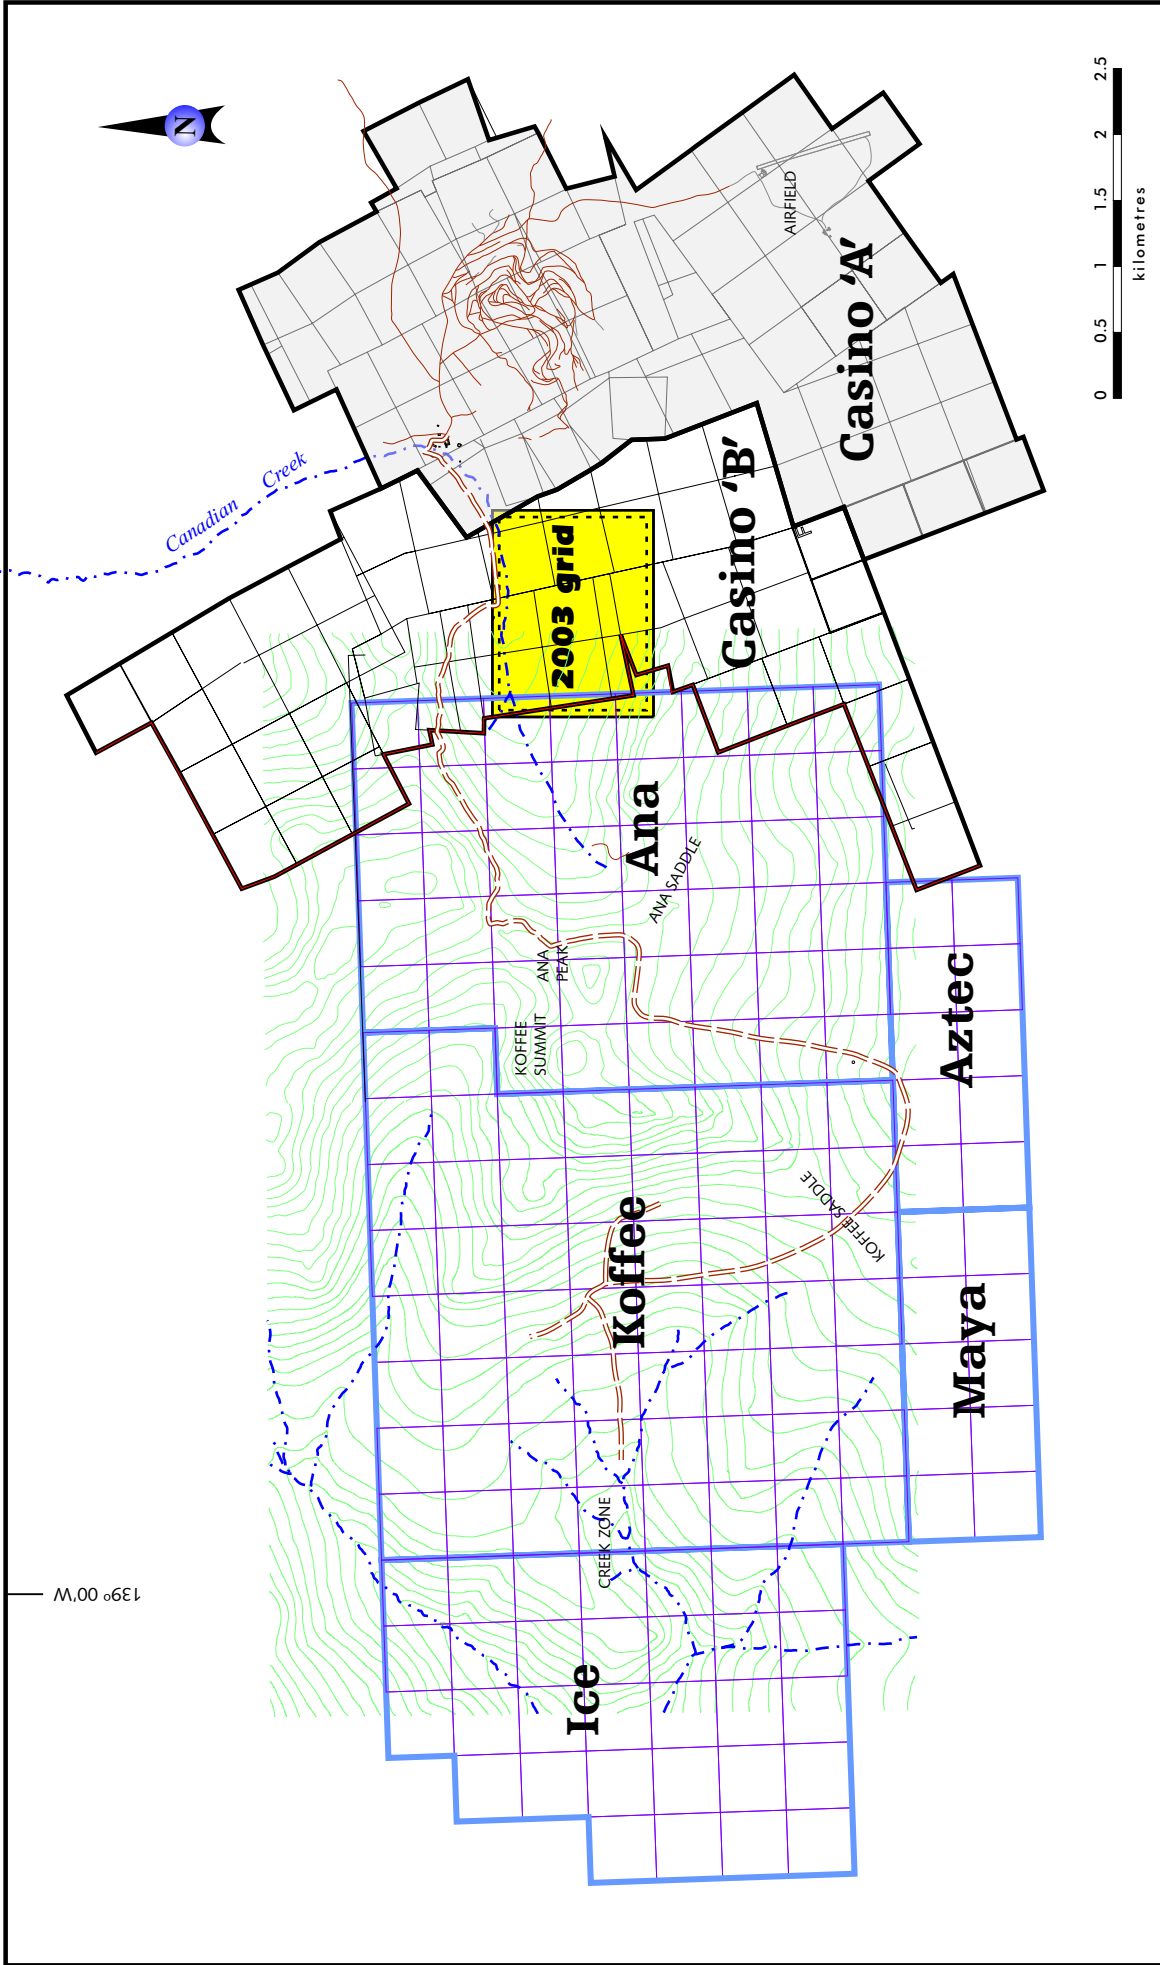 N
Canadian Creek
AIRFIELD
Casino ‘A’
Casino ‘B’
2003 grid
Ana
ANA SADDLE
ANA
PEAK
KOFFEE
SUMMIT
Aztec
KOFFEE SADDLE
Koffee
Maya
CREEK ZONE
Ice
139º 00'W
0 0.5 1 1.5 2 2.5
kilometres